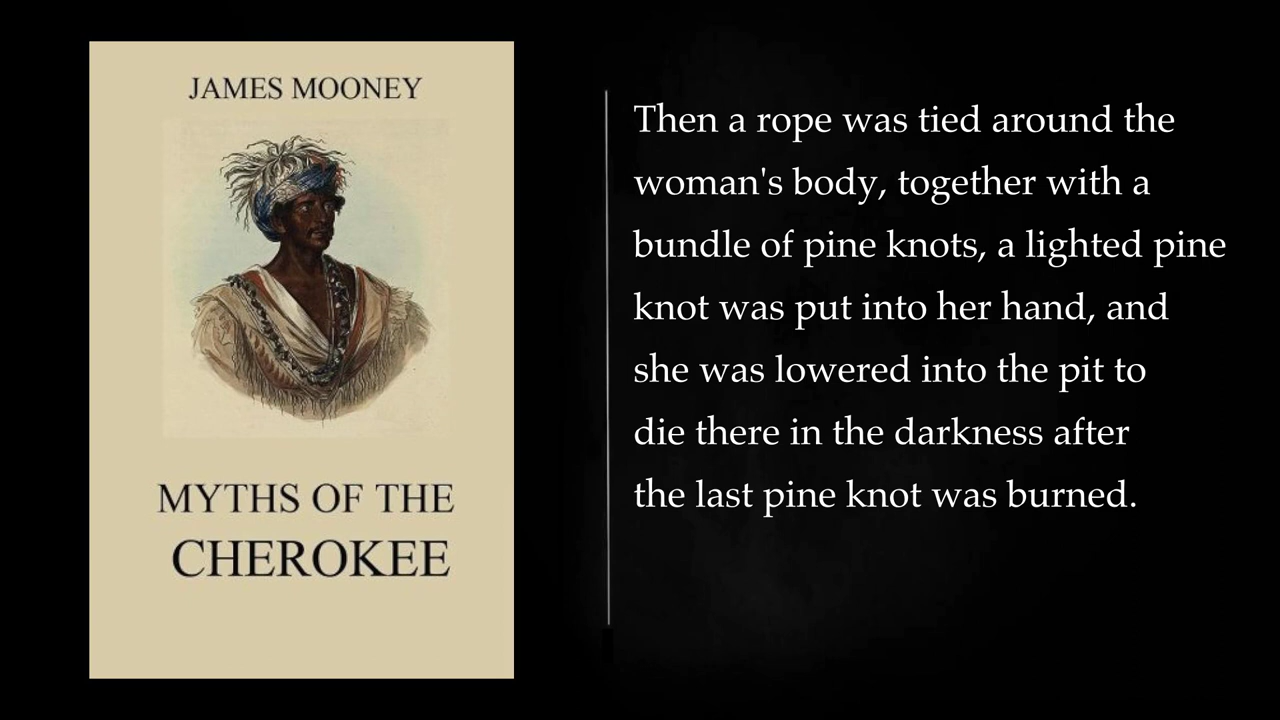 JAMES MOONEY
MYTHS OF THE
CHEROKEE
Then a rope was tied around the
woman's body, together with a
bundle of pine knots, a lighted pine
knot was put into her hand, and
she was lowered into the pit to
die there in the darkness after
the last pine knot was burned.